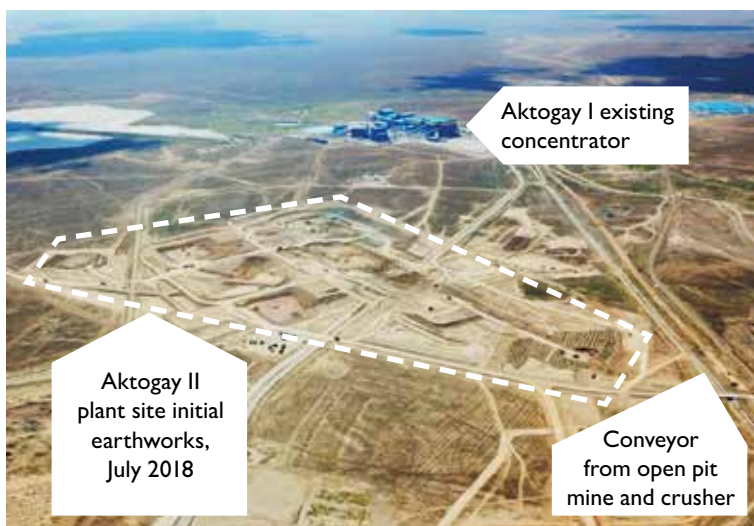 Aktogay I existing
concentrator
Aktogay II
plant site initial
earthworks,
July 2018
Conveyor
from open pit
mine and crusher